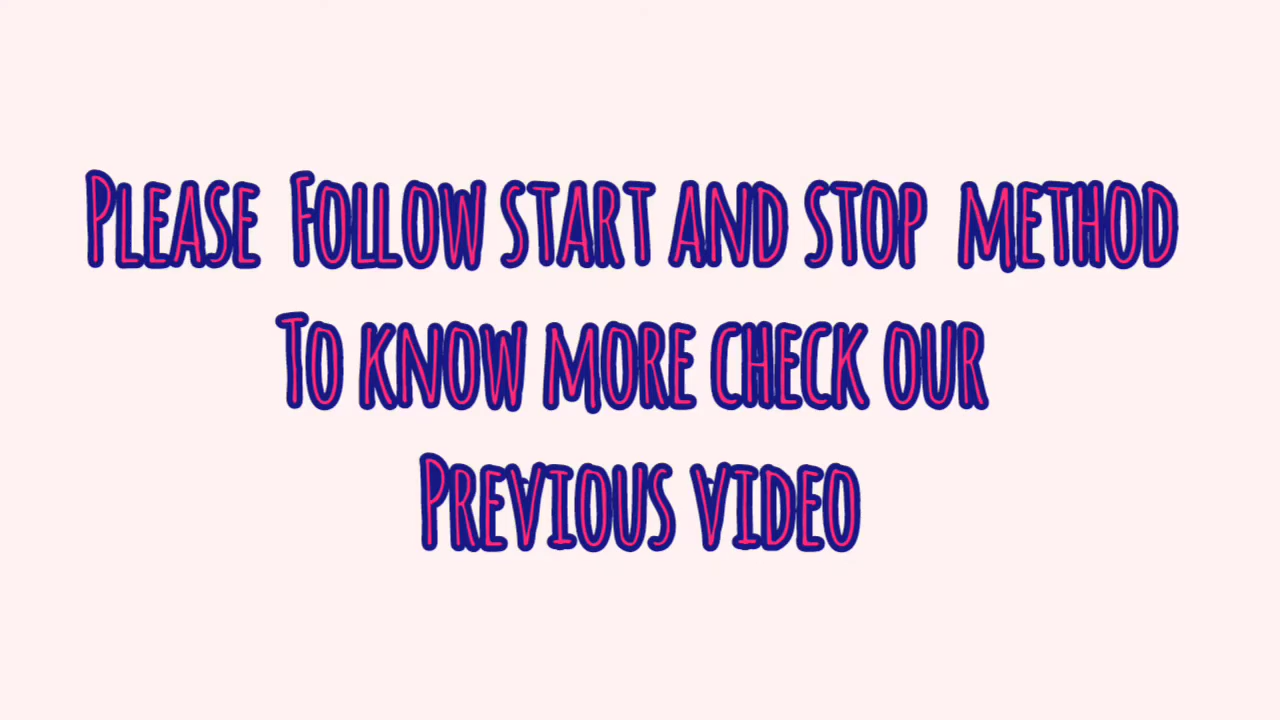 Please Follow start and stop method
To know more check our
Previous video